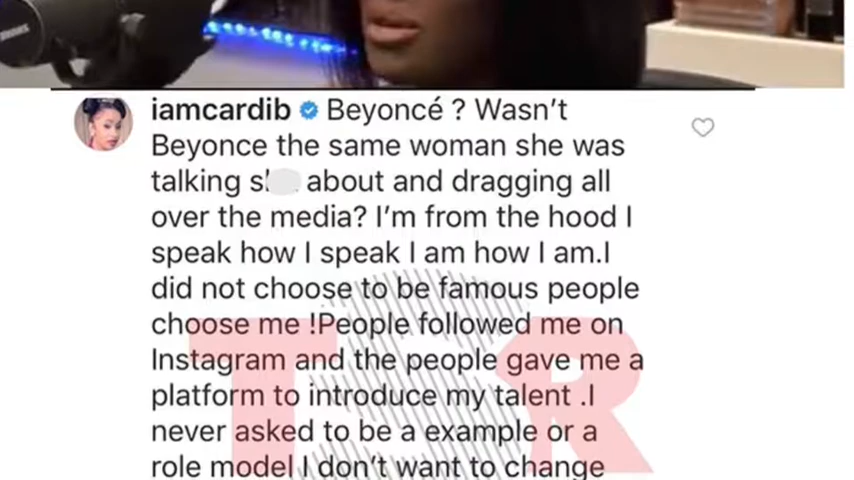 iamcardib Beyoncé ? Wasn't
Beyonce the same woman she was
talking s about and dragging all
over the media? I'm from the hood I
speak how I speak I am how I am.I
did not choose to be famous people
choose me !People followed me on
Instagram and the people gave me a
platform to introduce my talent .I
never asked to be a example or a
role model I don't want to change
TSR